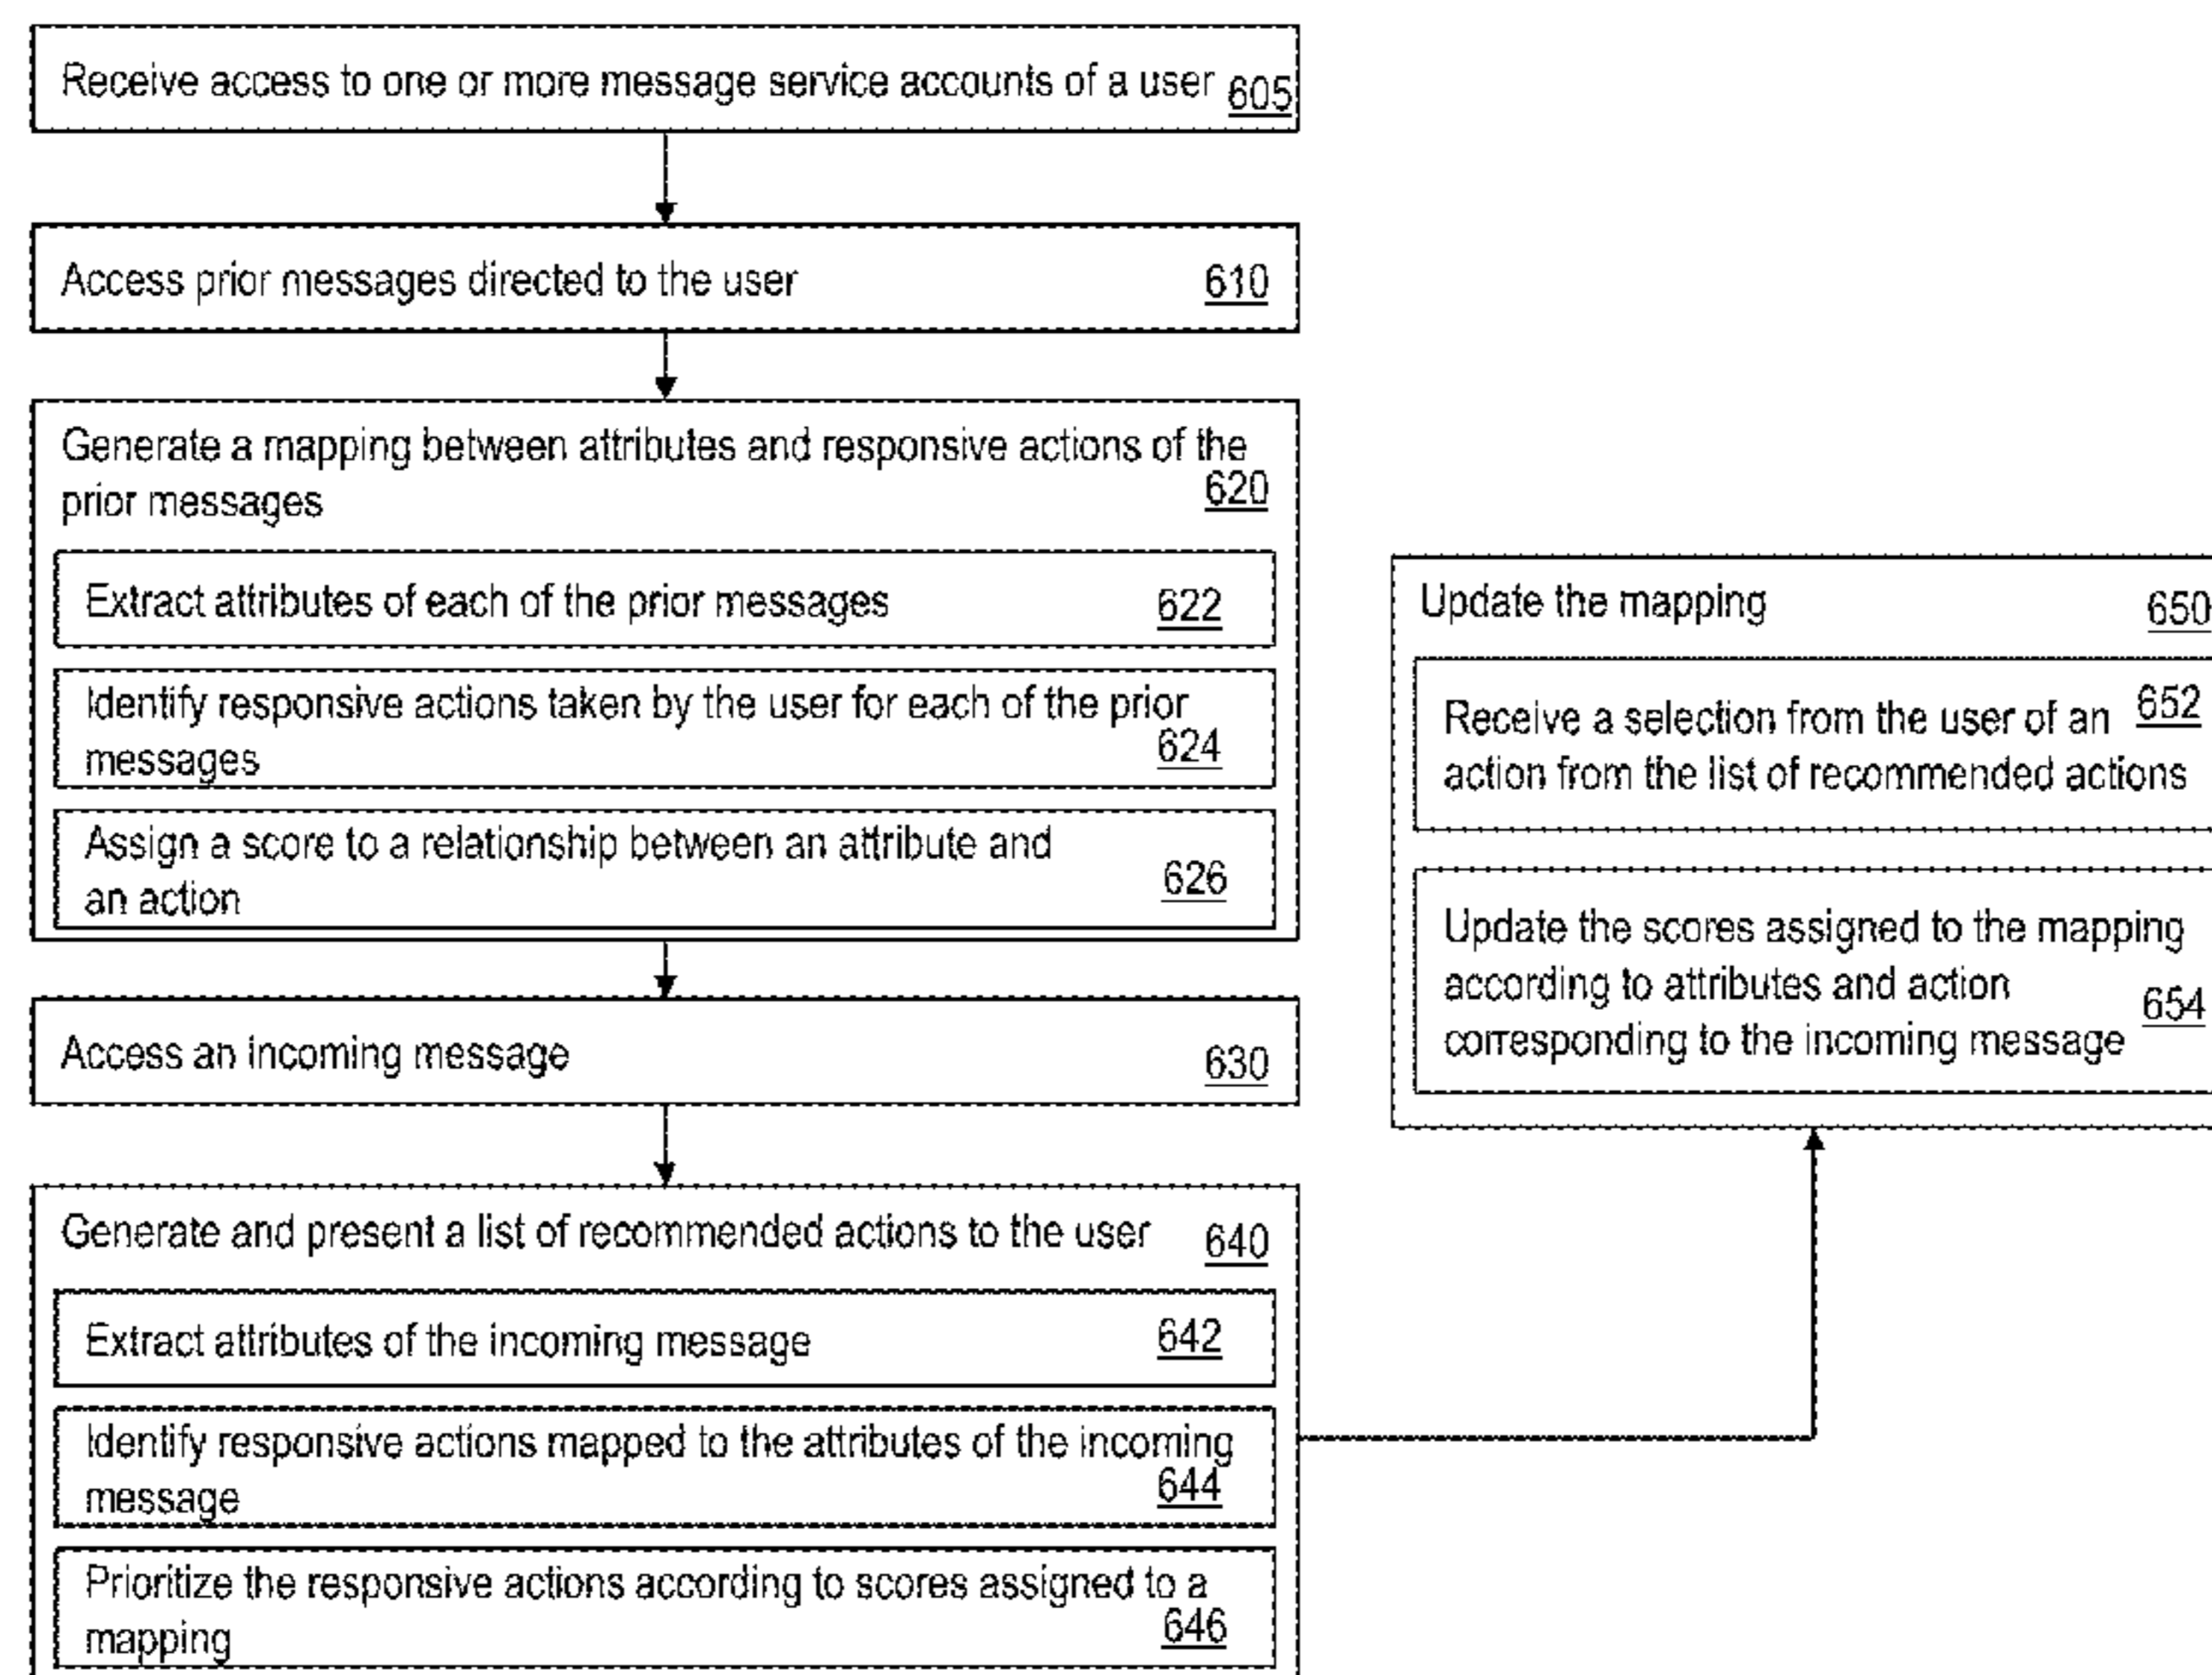 Receive access to one or more message service accounts of a user 605
Access prior messages directed to the user 610
Generate a mapping between attributes and responsive actions of the
prior messages 620
Extract attributes of each of the prior messages 622
Identify responsive actions taken by the user for each of the prior
messages 624
Assign a score to a relationship between an attribute and
an action 626
Access an incoming message 630
Generate and present a list of recommended actions to the user 640
Extract attributes of the incoming message 642
Identify responsive actions mapped to the attributes of the incoming
message 644
Prioritize the responsive actions according to scores assigned to a
mapping 646
Update the mapping 650
Receive a selection from the user of an 652
action from the list of recommended actions
Update the scores assigned to the mapping
according to attributes and action
corresponding to the incoming message 654